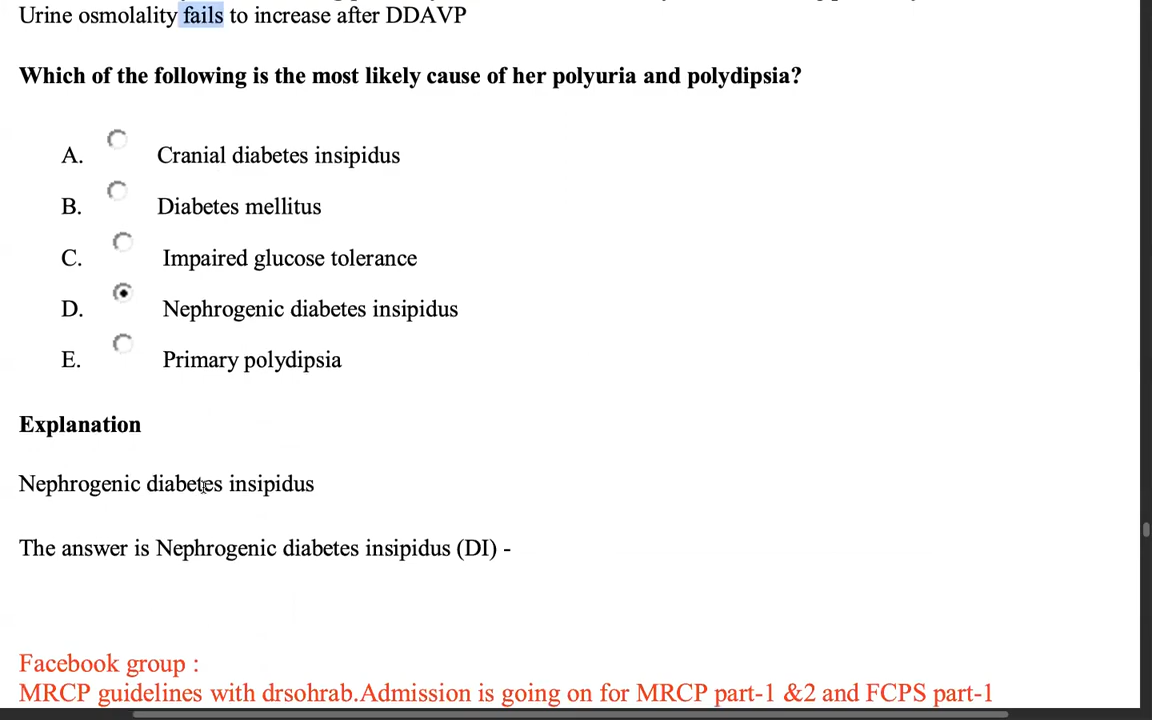 Urine osmolality fails to increase after DDAVP
Which of the following is the most likely cause of her polyuria and polydipsia?
A. Cranial diabetes insipidus
B. Diabetes mellitus
C. Impaired glucose tolerance
D. Nephrogenic diabetes insipidus
E. Primary polydipsia
Explanation
Nephrogenic diabetes insipidus
The answer is Nephrogenic diabetes insipidus (DI) -
Facebook group :
MRCP guidelines with drsohrab.Admission is going on for MRCP part-1 &2 and FCPS part-1